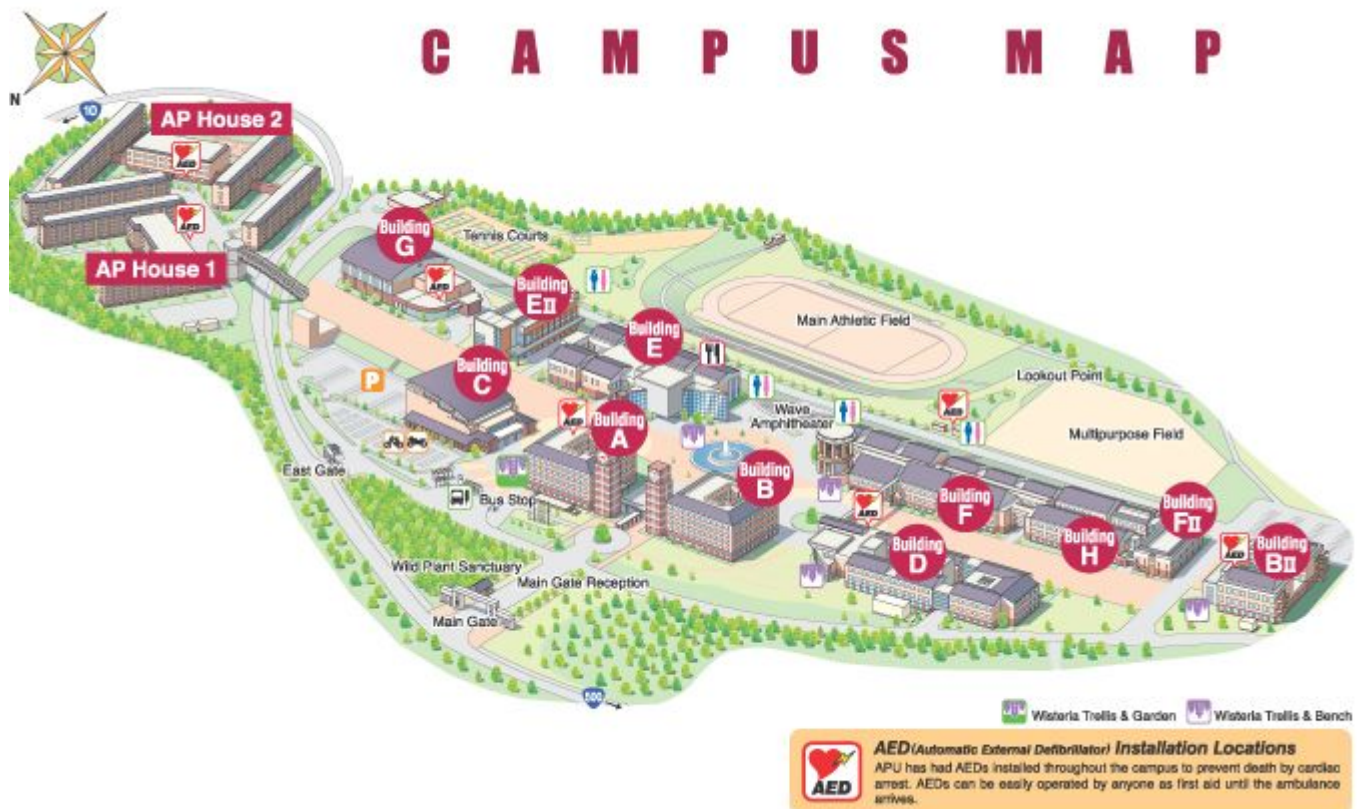 CAMPUS MAP
N
10
AP House 2
AED
AED
AP House 1
Building
G
Tennis Courts
AED
Building
EII
Building
E
Main Athletic Field
Building
C
P
Lookout Point
AED
Building
A
Wave
Amphitheater
AED
Multipurpose Field
East Gate
Bus Stop
Building
B
AED
Building
F
Building
FII
Building
H
Building
D
AED
Building
BII
Wild Plant Sanctuary
Main Gate Reception
Main Gate
500
Wisteria Trellis & Garden
Wisteria Trellis & Bench
AED
AED(Automatic External Defibrillator) Installation Locations
APU has had AEDs installed throughout the campus to prevent death by cardiac
arrest. AEDs can be easily operated by anyone as first aid until the ambulance
arrives.